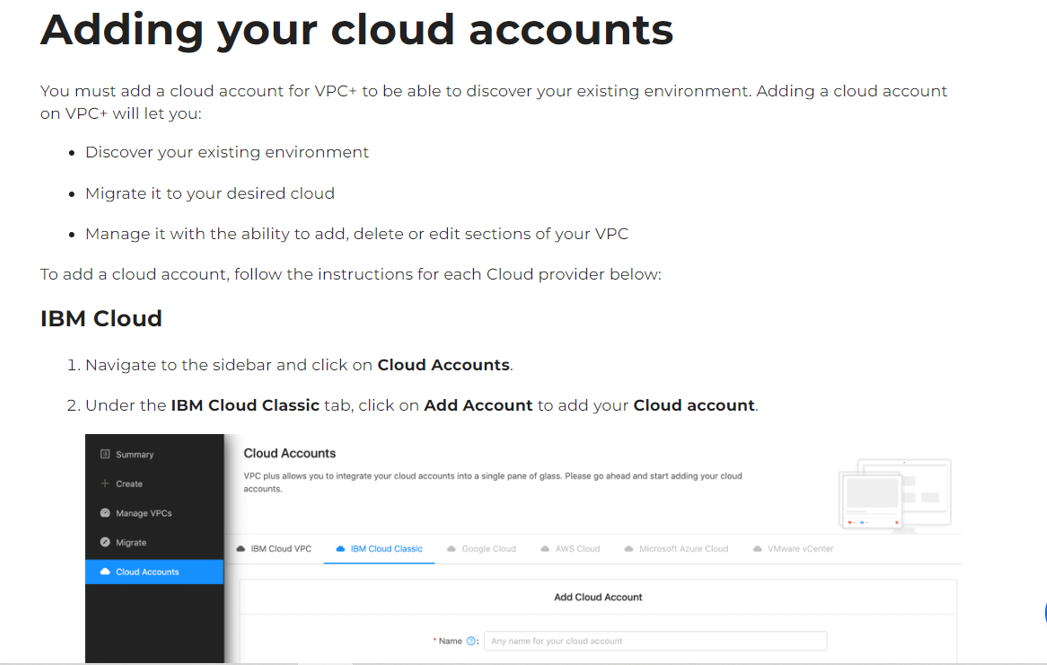 Adding your cloud accounts
You must add a cloud account for VPC+ to be able to discover your existing environment. Adding a cloud account
on VPC+ will let you:
• Discover your existing environment
• Migrate it to your desired cloud
• Manage it with the ability to add, delete or edit sections of your VPC
To add a cloud account, follow the instructions for each Cloud provider below:
IBM Cloud
1. Navigate to the sidebar and click on Cloud Accounts.
2. Under the IBM Cloud Classic tab, click on Add Account to add your Cloud account.
Summary
Create
Manage VPCs
Migrate
Cloud Accounts
Cloud Accounts
VPC plus allows you to integrate your cloud accounts into a single pane of glass. Please go ahead and start adding your cloud
accounts.
IBM Cloud VPC IBM Cloud Classic Google Cloud AWS Cloud Microsoft Azure Cloud VMware vCenter
Add Cloud Account
* Name ?: Any name for your cloud account